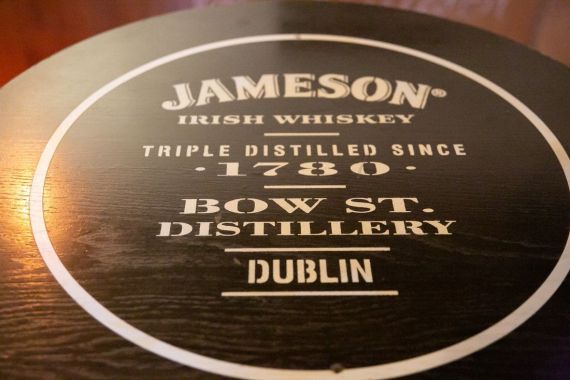 JAMESON®
IRISH WHISKEY
TRIPLE DISTILLED SINCE
·1780·
BOW ST.
DISTILLERY
DUBLIN